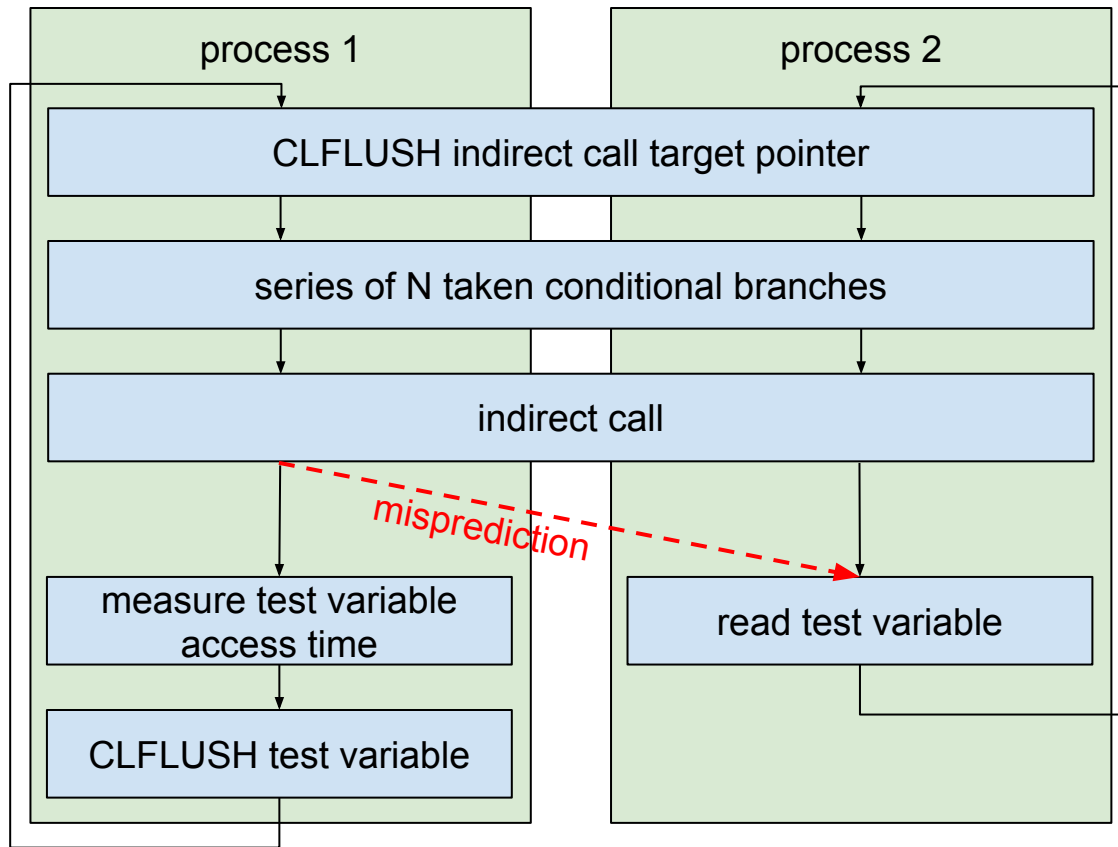 process 1
process 2
CLFLUSH indirect call target pointer
series of N taken conditional branches
indirect call
misprediction
measure test variable
access time
read test variable
CLFLUSH test variable